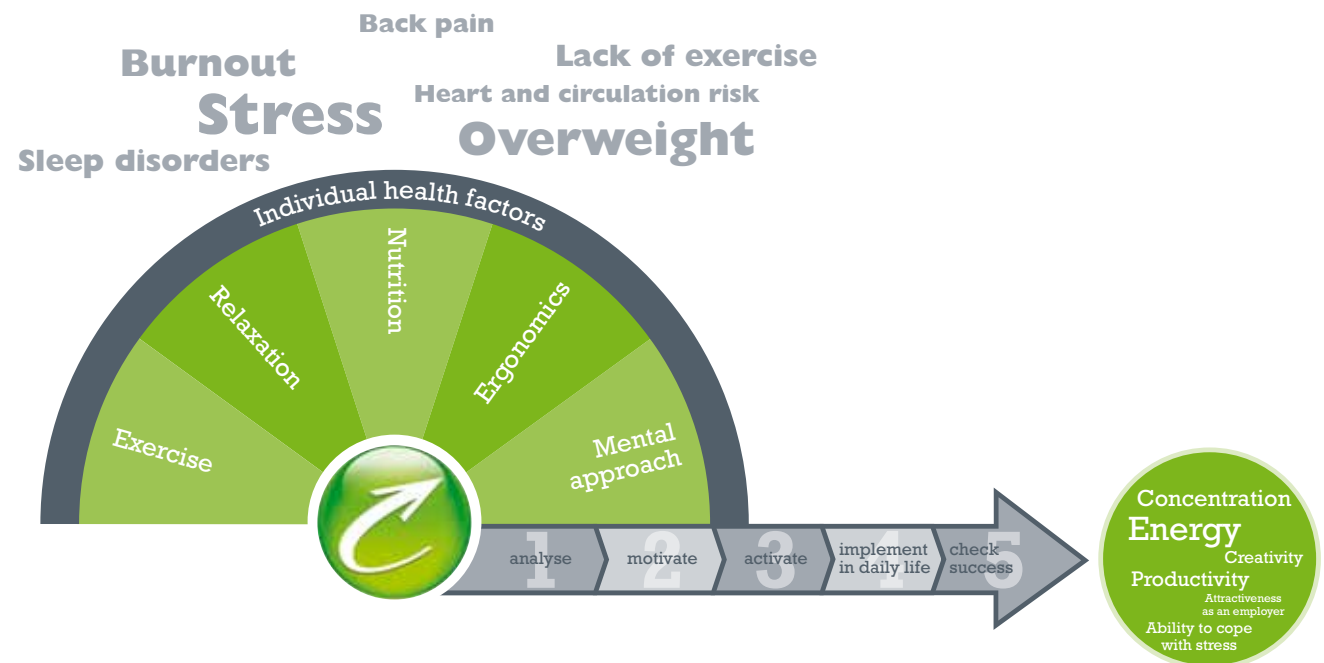 Back pain
Burnout
Lack of exercise
Stress
Heart and circulation risk
Overweight
Sleep disorders
Individual health factors
Exercise
Relaxation
Nutrition
Ergonomics
Mental
approach
1
analyse
2
motivate
3
activate
4
implement
in daily life
5
check
success
Concentration
Energy
Creativity
Productivity
Attractiveness
as an employer
Ability to cope
with stress